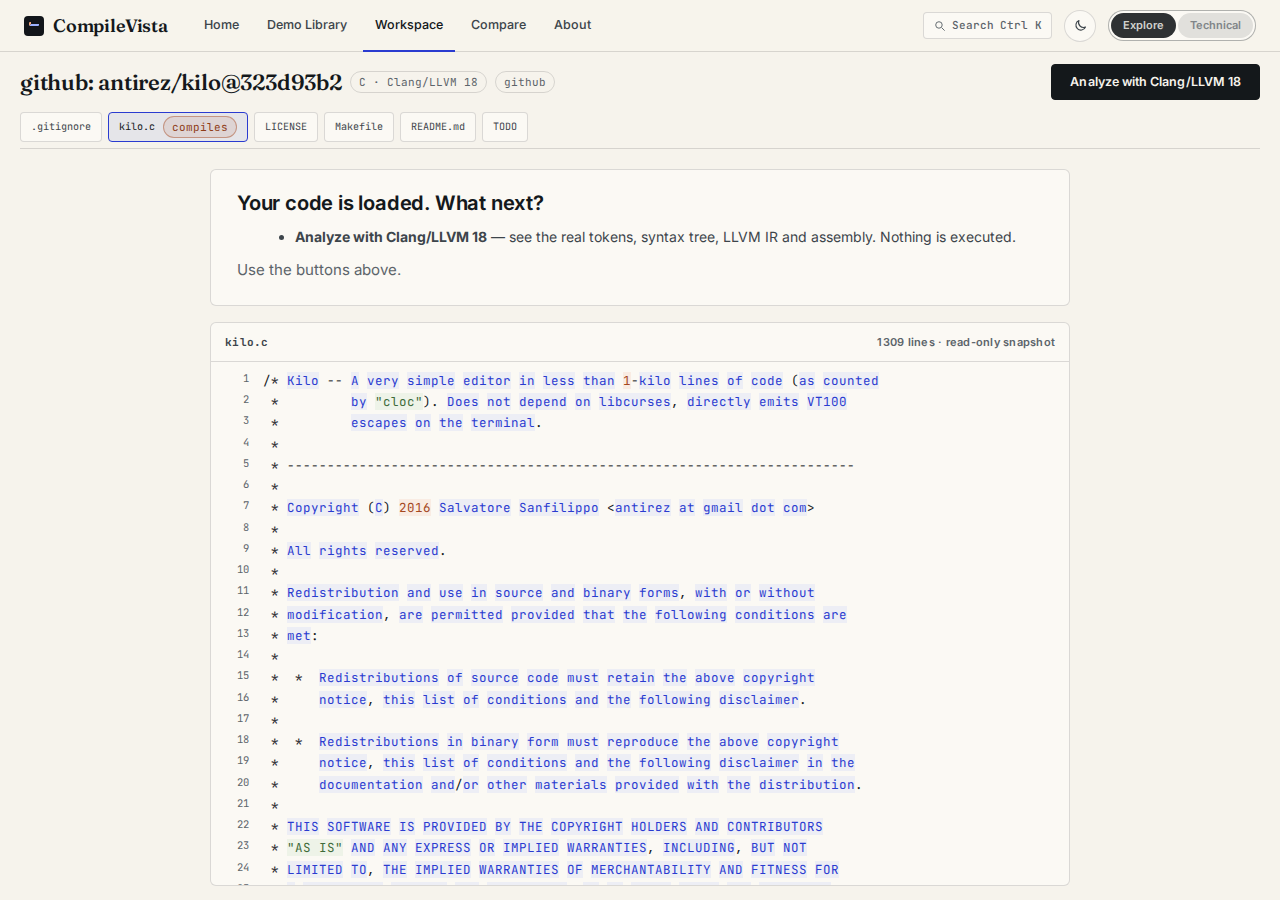 CompileVista Home Demo Library Workspace Compare About Search Ctrl K Explore Technical
github: antirez/kilo@323d93b2 C · Clang/LLVM 18 github Analyze with Clang/LLVM 18
.gitignore kilo.c compiles LICENSE Makefile README.md TODO
Your code is loaded. What next?
• Analyze with Clang/LLVM 18 — see the real tokens, syntax tree, LLVM IR and assembly. Nothing is executed.
Use the buttons above.
kilo.c 1309 lines · read-only snapshot
1 /* Kilo -- A very simple editor in less than 1-kilo lines of code (as counted
2  *         by "cloc"). Does not depend on libcurses, directly emits VT100
3  *         escapes on the terminal.
4  *
5  * -----------------------------------------------------------------------
6  *
7  * Copyright (C) 2016 Salvatore Sanfilippo <antirez at gmail dot com>
8  *
9  * All rights reserved.
10  *
11  * Redistribution and use in source and binary forms, with or without
12  * modification, are permitted provided that the following conditions are
13  * met:
14  *
15  *  *  Redistributions of source code must retain the above copyright
16  *     notice, this list of conditions and the following disclaimer.
17  *
18  *  *  Redistributions in binary form must reproduce the above copyright
19  *     notice, this list of conditions and the following disclaimer in the
20  *     documentation and/or other materials provided with the distribution.
21  *
22  * THIS SOFTWARE IS PROVIDED BY THE COPYRIGHT HOLDERS AND CONTRIBUTORS
23  * "AS IS" AND ANY EXPRESS OR IMPLIED WARRANTIES, INCLUDING, BUT NOT
24  * LIMITED TO, THE IMPLIED WARRANTIES OF MERCHANTABILITY AND FITNESS FOR